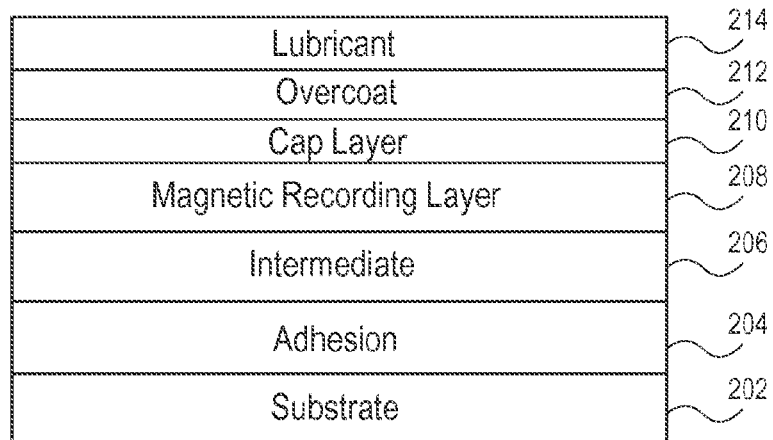 Lubricant 214
Overcoat 212
Cap Layer 210
Magnetic Recording Layer 208
Intermediate 206
Adhesion 204
Substrate 202